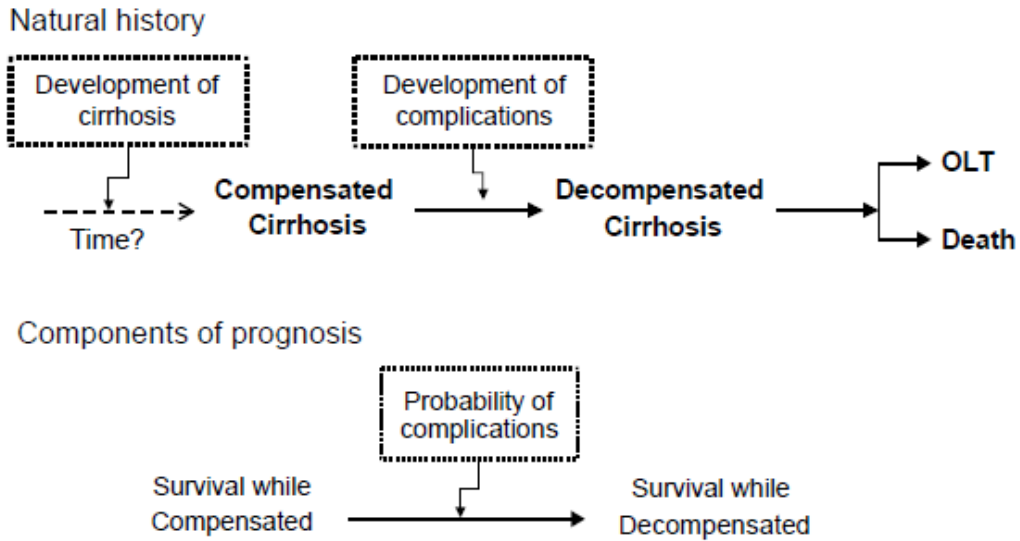 Natural history
Development of
cirrhosis
Development of
complications
Time?
Compensated
Cirrhosis
Decompensated
Cirrhosis
OLT
Death
Components of prognosis
Probability of
complications
Survival while
Compensated
Survival while
Decompensated